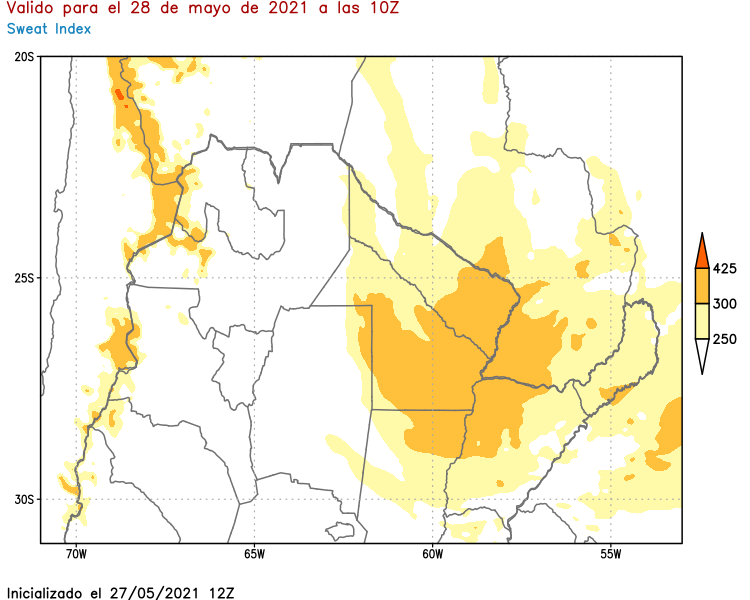 Valido para el 28 de mayo de 2021 a las 10Z
Sweat Index
20S
25S
30S
70W
65W
60W
55W
425
300
250
Inicializado el 27/05/2021 12Z